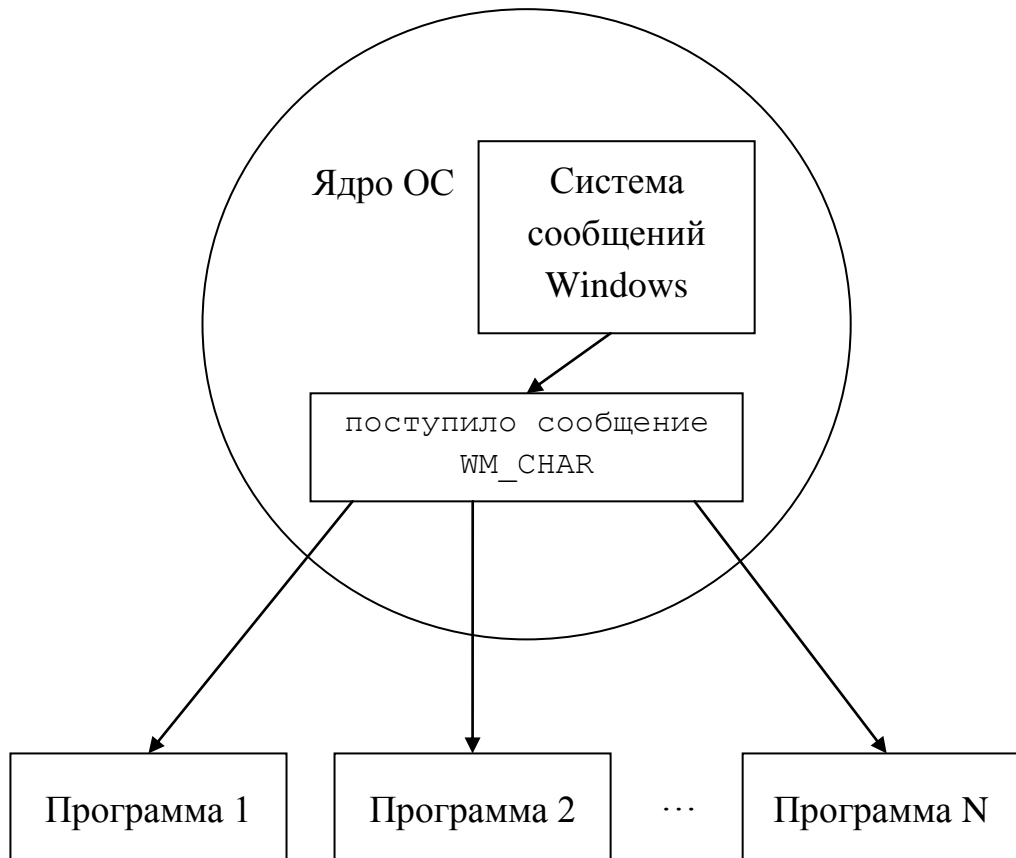 Ядро ОС
Система
сообщений
Windows
поступило сообщение
WM_CHAR
Программа 1
Программа 2
...
Программа N